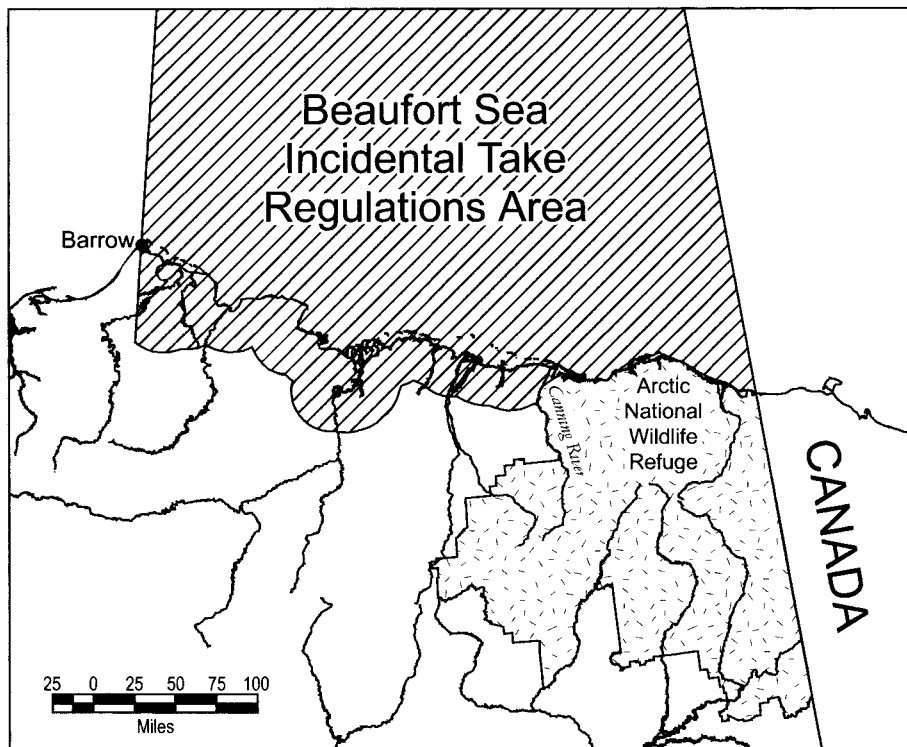 Beaufort Sea
Incidental Take
Regulations Area
Barrow
Canning River
Arctic
National
Wildlife
Refuge
CANADA
25 0 25 50 75 100
Miles